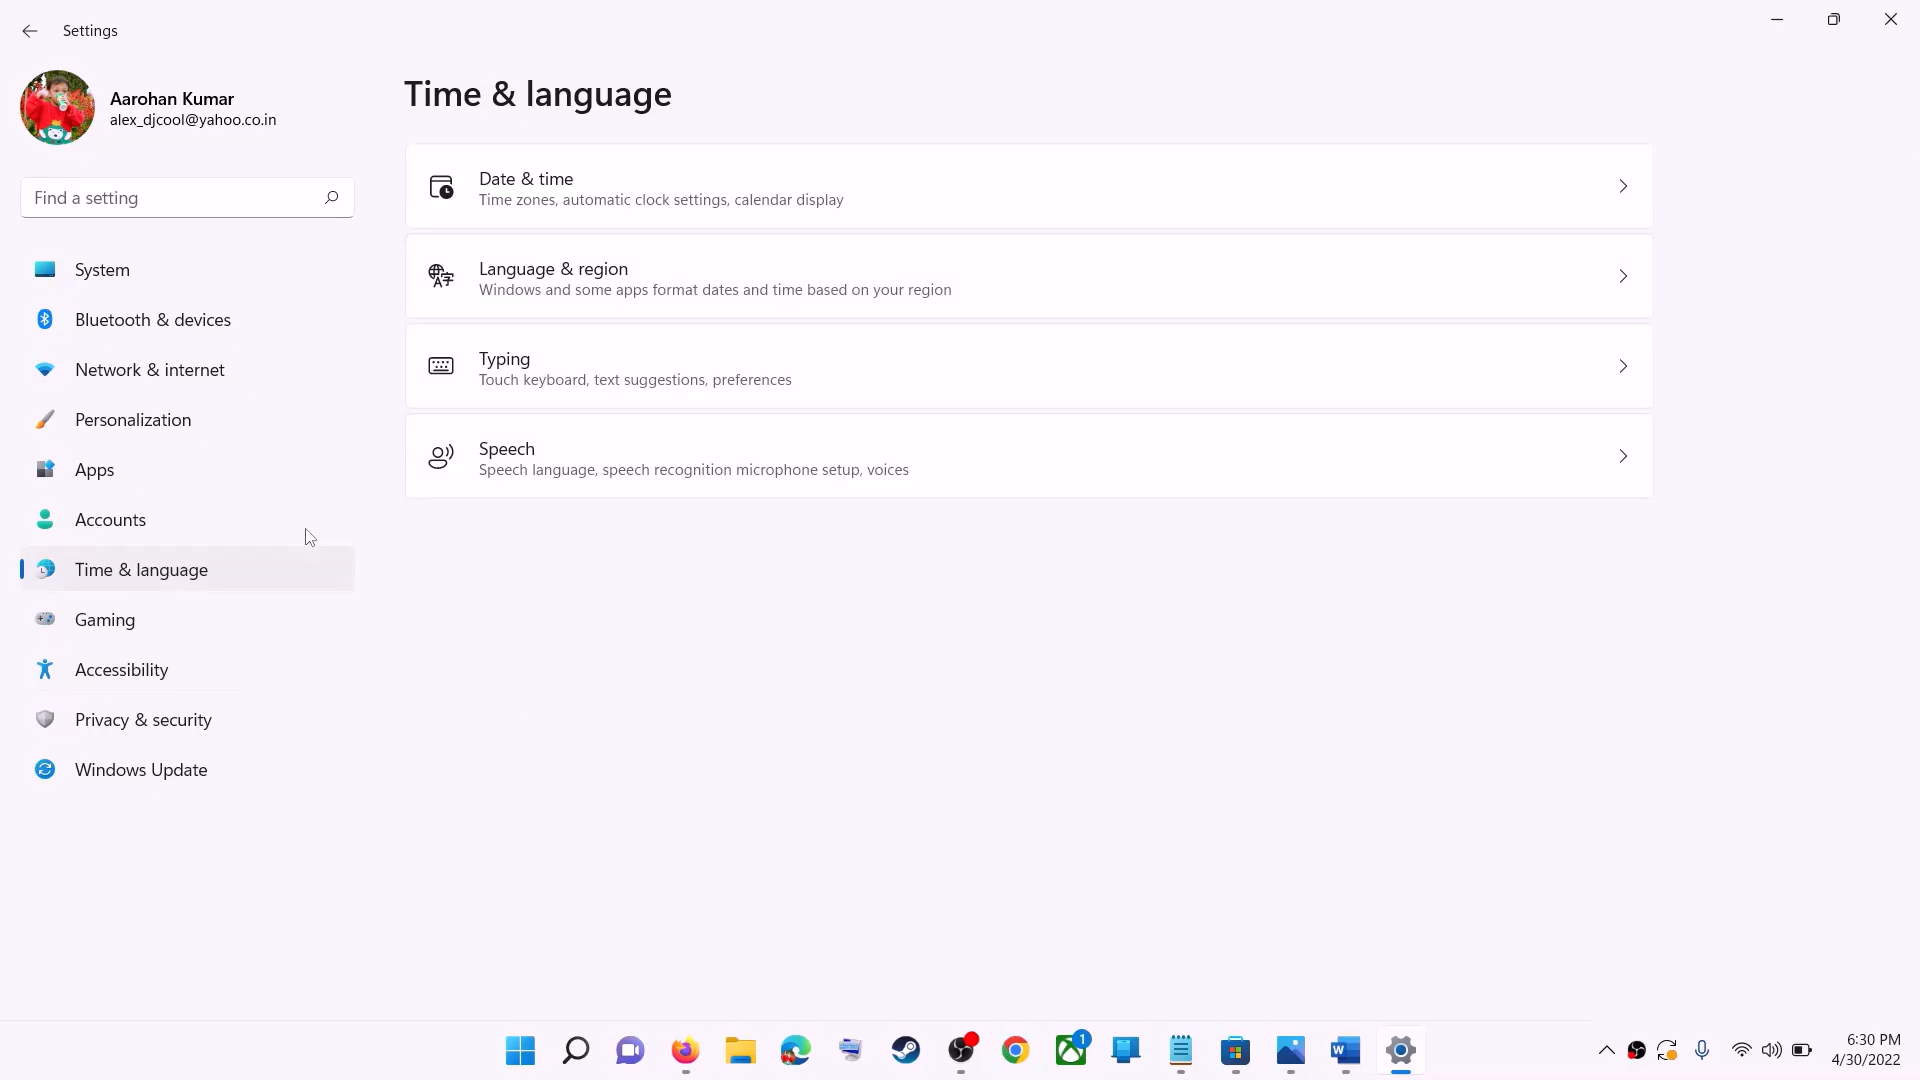 Settings
Aarohan Kumar
alex_djcool@yahoo.co.in
Find a setting
System
Bluetooth & devices
Network & internet
Personalization
Apps
Accounts
Time & language
Gaming
Accessibility
Privacy & security
Windows Update
Time & language
Date & time
Time zones, automatic clock settings, calendar display
Language & region
Windows and some apps format dates and time based on your region
Typing
Touch keyboard, text suggestions, preferences
Speech
Speech language, speech recognition microphone setup, voices
1
6:30 PM
4/30/2022